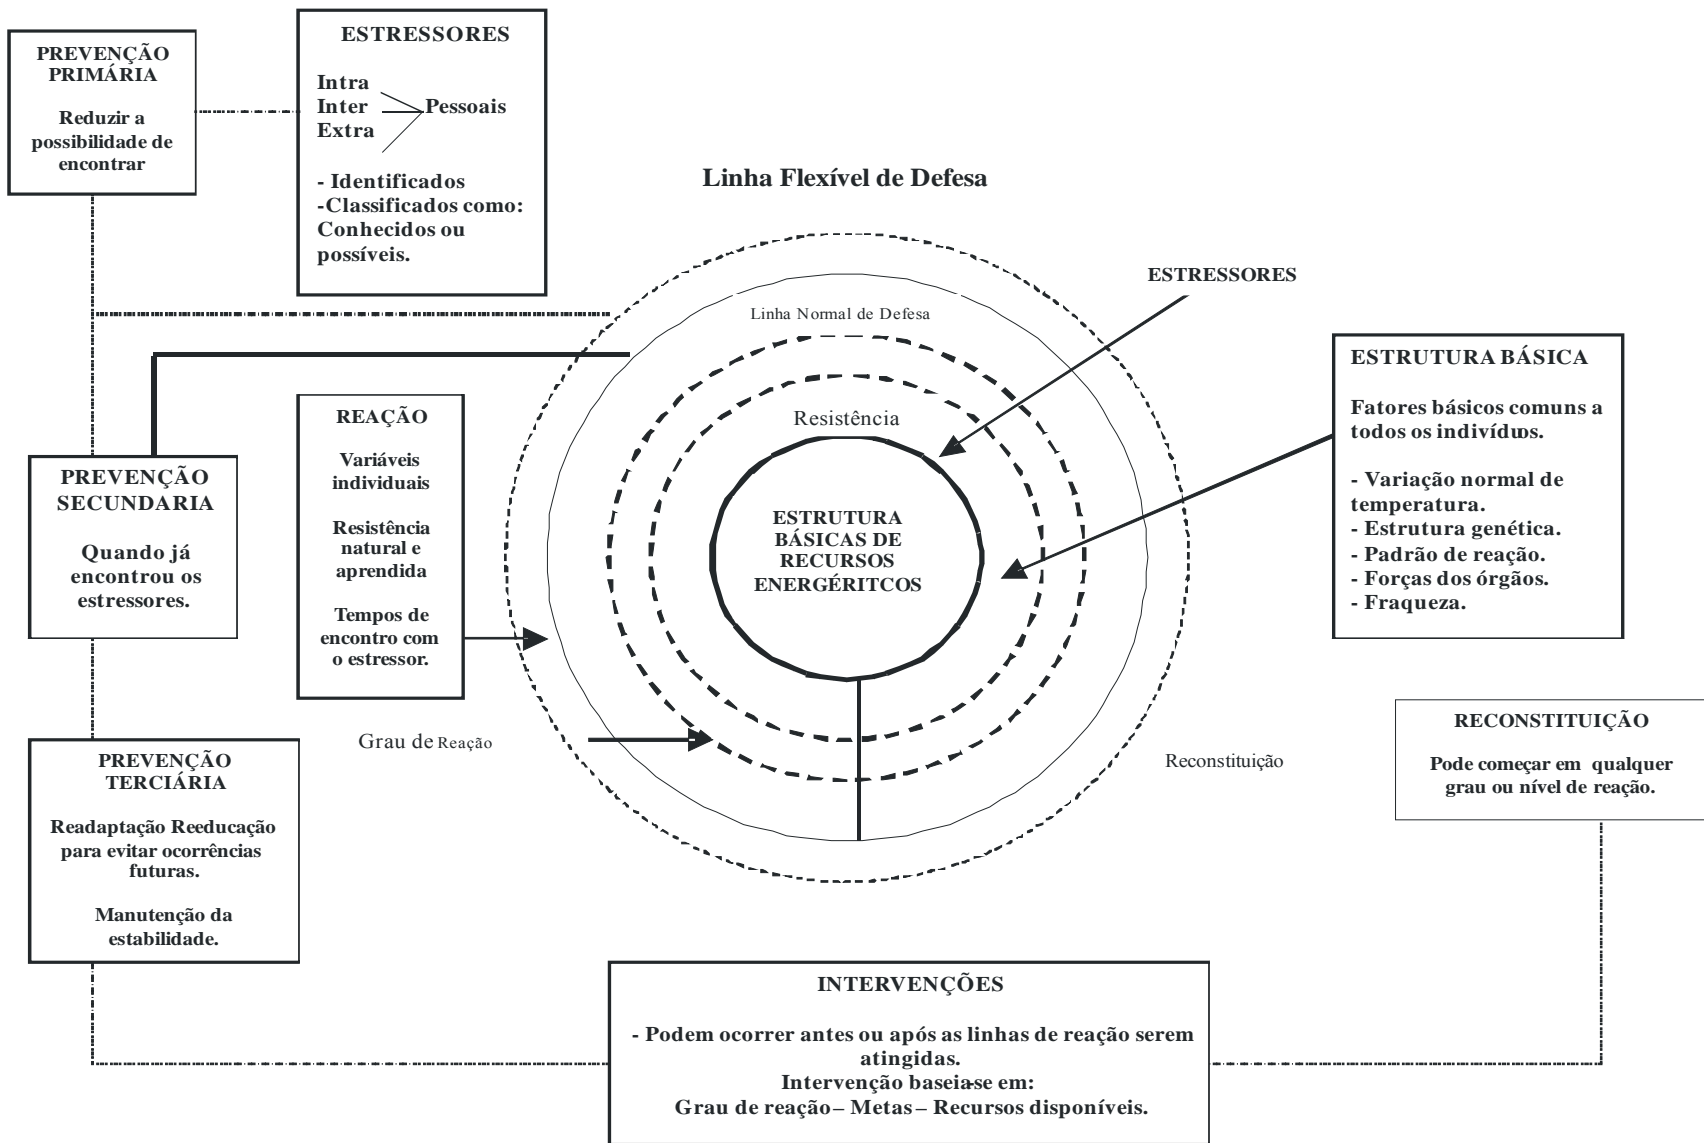 PREVENÇÃO
PRIMÁRIA
Reduzir a
possibilidade de
encontrar
ESTRESSORES
Intra
Inter
Extra
Pessoais
- Identificados
-Classificados como:
Conhecidos ou
possíveis.
Linha Flexível de Defesa
ESTRESSORES
Linha Normal de Defesa
Resistência
ESTRUTURA
BÁSICAS DE
RECURSOS
ENERGÉRITCOS
ESTRUTURA BÁSICA
Fatores básicos comuns a
todos os indivíduos.
- Variação normal de
temperatura.
- Estrutura genética.
- Padrão de reação.
- Forças dos órgãos.
- Fraqueza.
REAÇÃO
Variáveis
individuais
Resistência
natural e
aprendida
Tempos de
encontro com
o estressor.
PREVENÇÃO
SECUNDARIA
Quando já
encontrou os
estressores.
Grau de Reação
Reconstituição
RECONSTITUIÇÃO
Pode começar em qualquer
grau ou nível de reação.
PREVENÇÃO
TERCIÁRIA
Readaptação Reeducação
para evitar ocorrências
futuras.
Manutenção da
estabilidade.
INTERVENÇÕES
- Podem ocorrer antes ou após as linhas de reação serem
atingidas.
Intervenção baseia-se em:
Grau de reação – Metas – Recursos disponíveis.